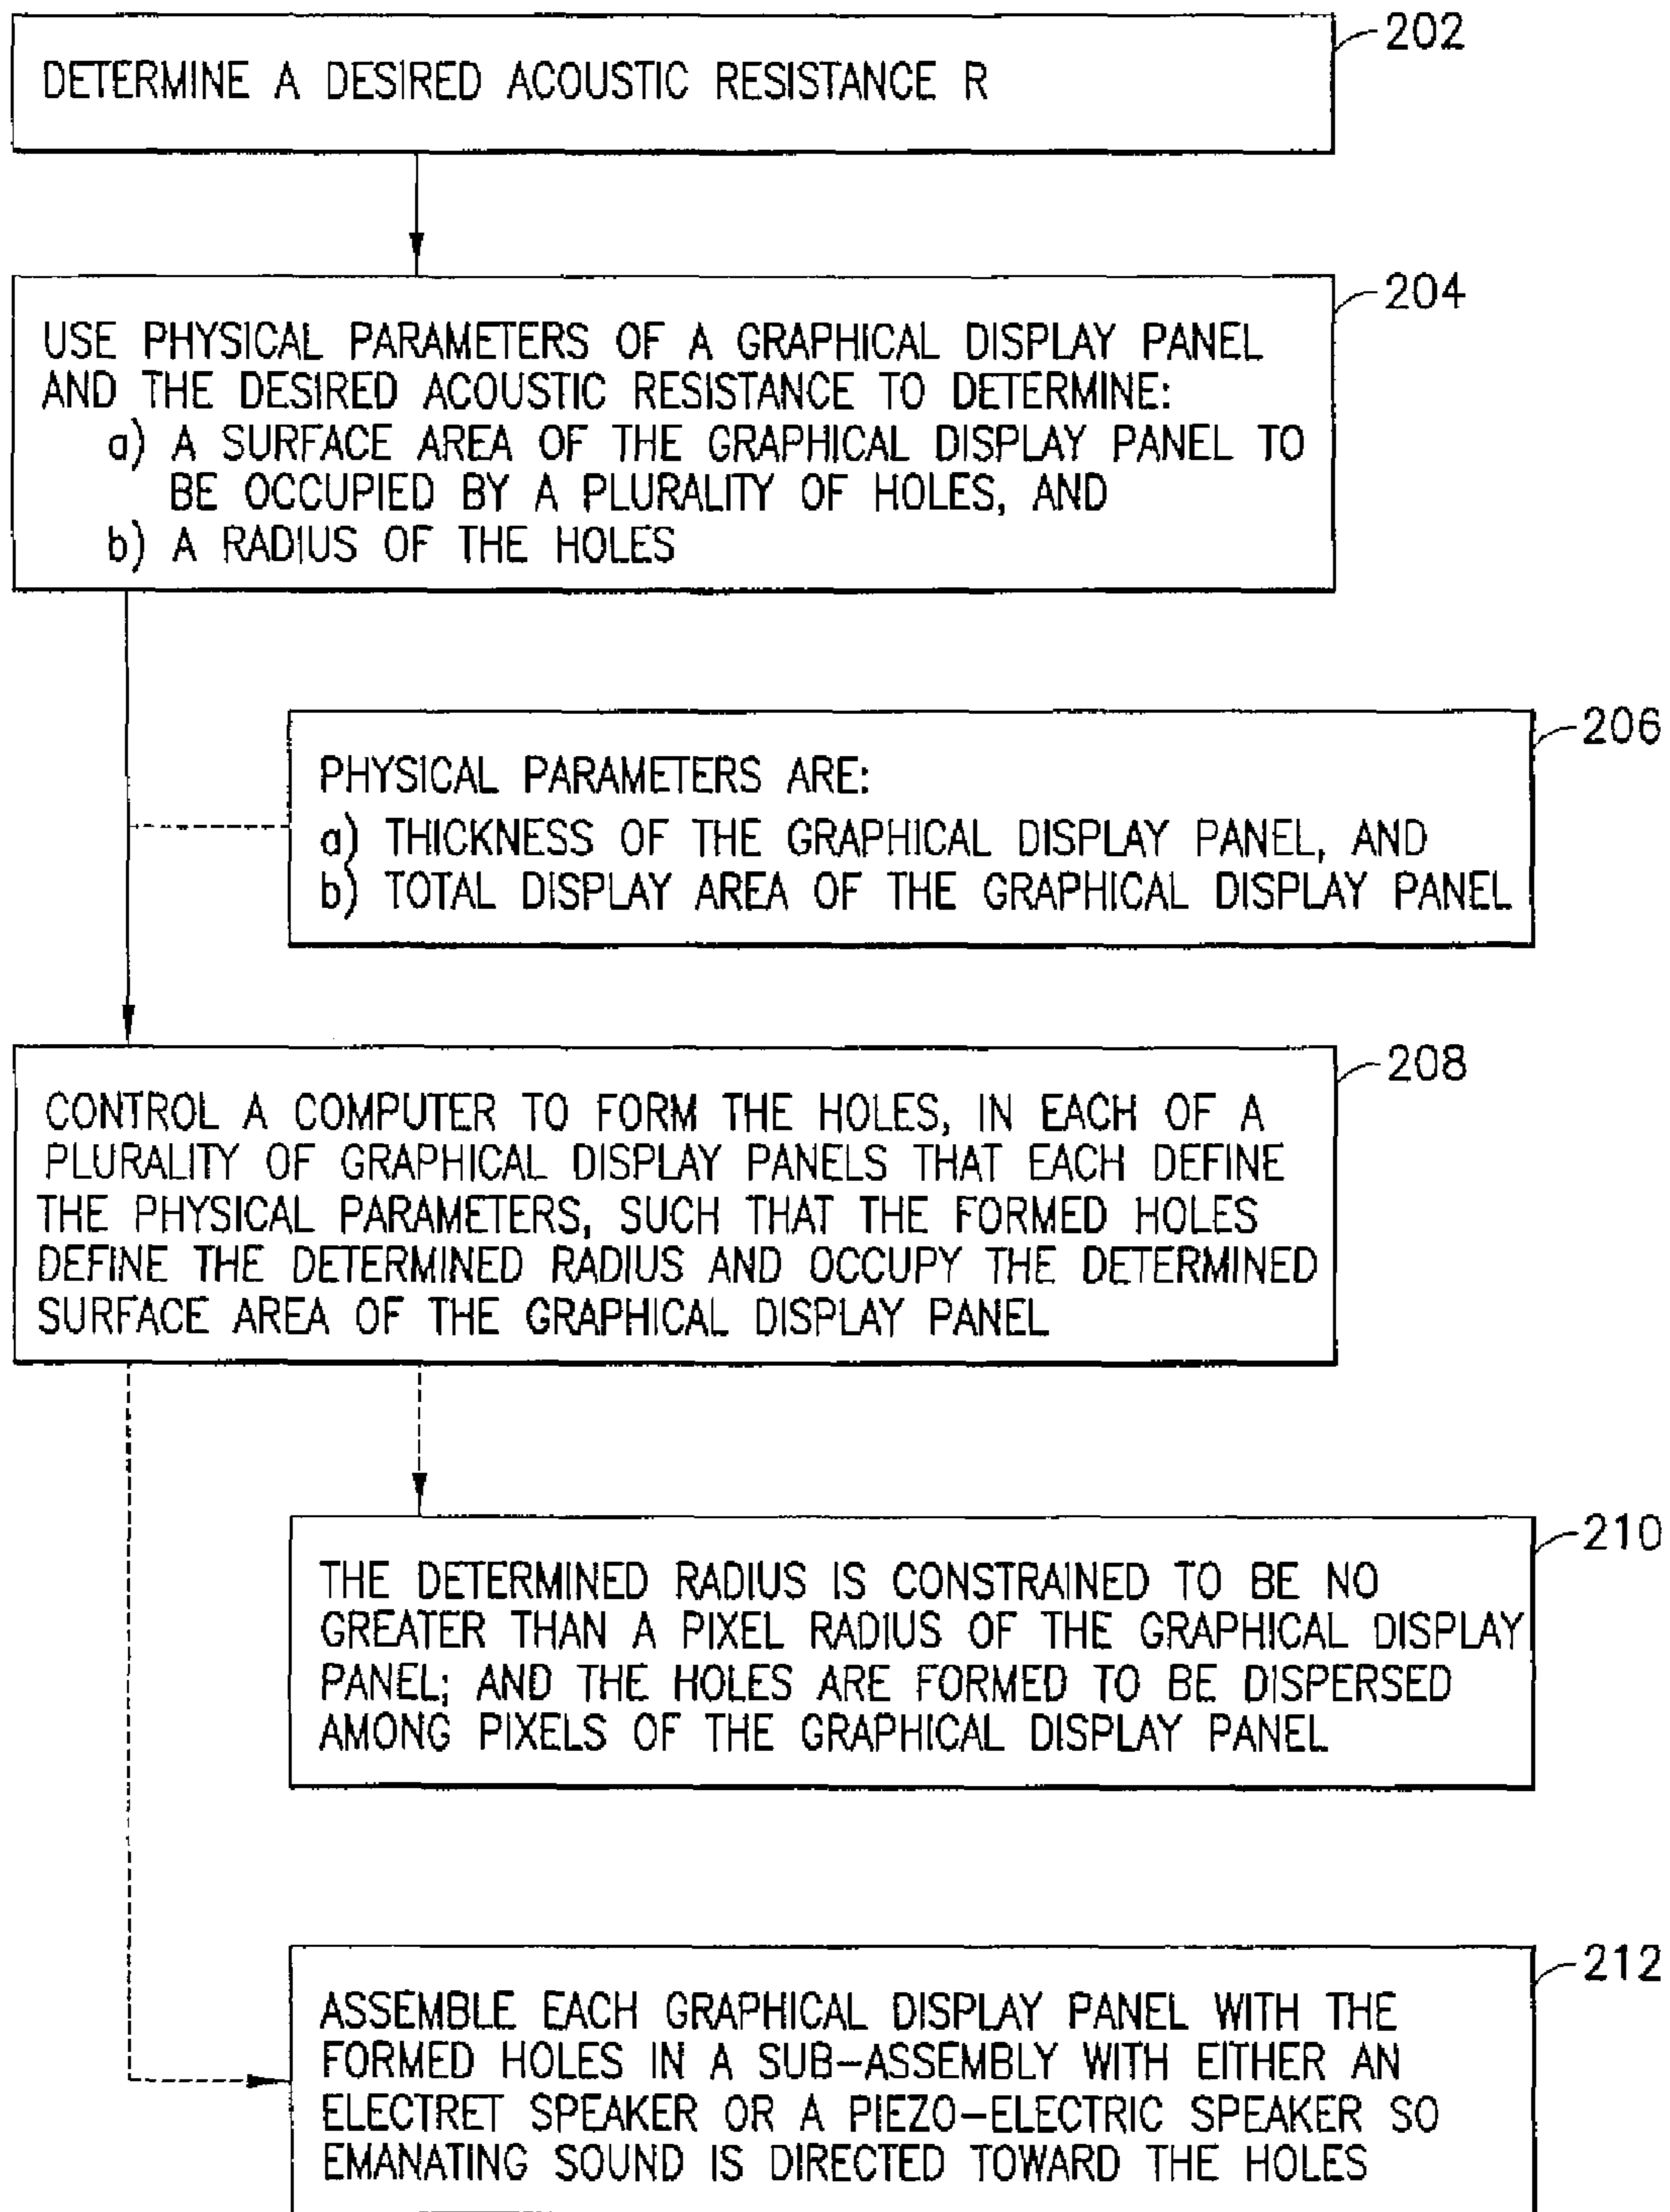 202
DETERMINE A DESIRED ACOUSTIC RESISTANCE R
204
USE PHYSICAL PARAMETERS OF A GRAPHICAL DISPLAY PANEL
AND THE DESIRED ACOUSTIC RESISTANCE TO DETERMINE:
a) A SURFACE AREA OF THE GRAPHICAL DISPLAY PANEL TO
BE OCCUPIED BY A PLURALITY OF HOLES, AND
b) A RADIUS OF THE HOLES
206
PHYSICAL PARAMETERS ARE:
a) THICKNESS OF THE GRAPHICAL DISPLAY PANEL, AND
b) TOTAL DISPLAY AREA OF THE GRAPHICAL DISPLAY PANEL
208
CONTROL A COMPUTER TO FORM THE HOLES, IN EACH OF A
PLURALITY OF GRAPHICAL DISPLAY PANELS THAT EACH DEFINE
THE PHYSICAL PARAMETERS, SUCH THAT THE FORMED HOLES
DEFINE THE DETERMINED RADIUS AND OCCUPY THE DETERMINED
SURFACE AREA OF THE GRAPHICAL DISPLAY PANEL
210
THE DETERMINED RADIUS IS CONSTRAINED TO BE NO
GREATER THAN A PIXEL RADIUS OF THE GRAPHICAL DISPLAY
PANEL; AND THE HOLES ARE FORMED TO BE DISPERSED
AMONG PIXELS OF THE GRAPHICAL DISPLAY PANEL
212
ASSEMBLE EACH GRAPHICAL DISPLAY PANEL WITH THE
FORMED HOLES IN A SUB-ASSEMBLY WITH EITHER AN
ELECTRET SPEAKER OR A PIEZO-ELECTRIC SPEAKER SO
EMANATING SOUND IS DIRECTED TOWARD THE HOLES